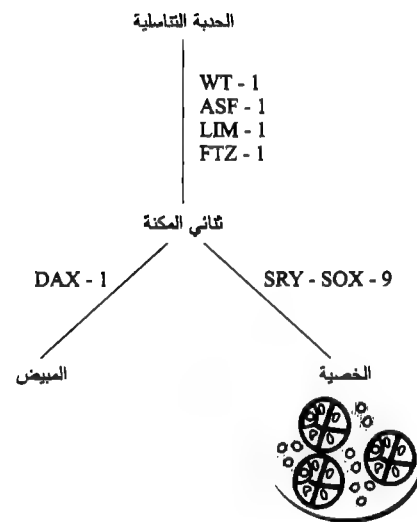 الحدبة التناسلية
WT - 1
ASF - 1
LIM - 1
FTZ - 1
ثنائي المكنة
DAX - 1
SRY - SOX - 9
المبيض
الخصية